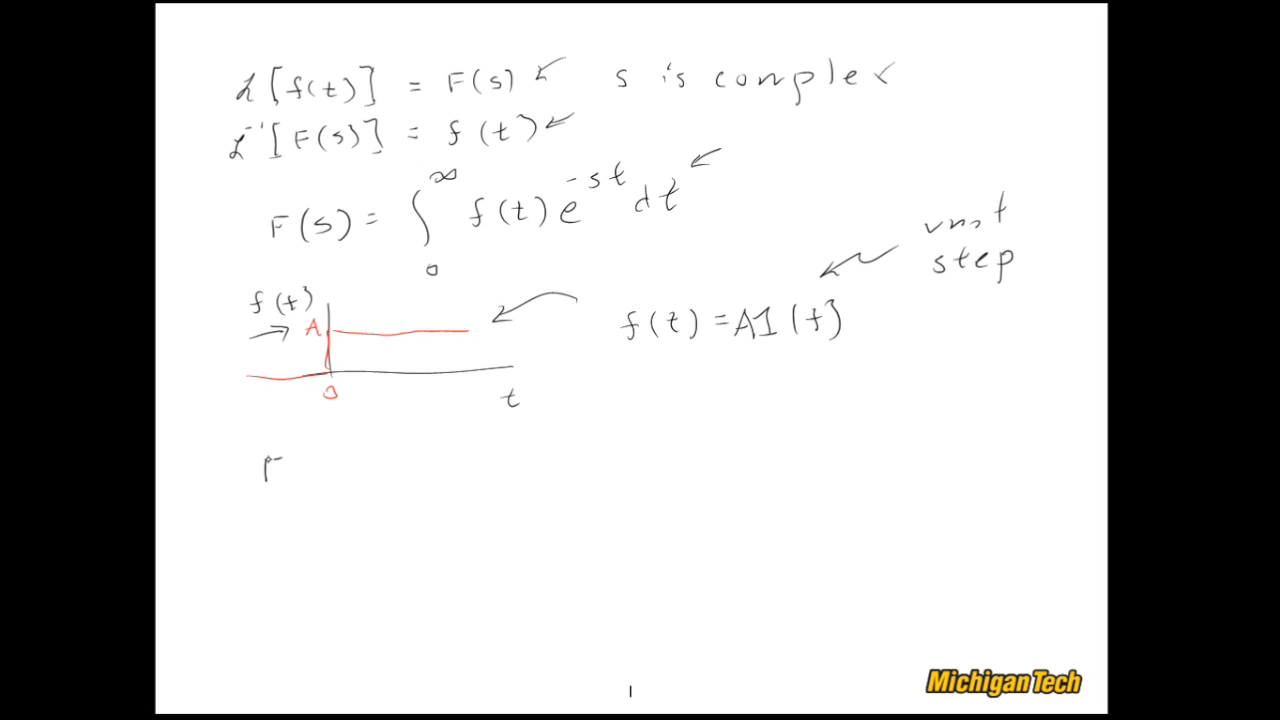 ℒ[f(t)] = F(s) s is complex
ℒ⁻¹[F(s)] = f(t)
F(s) = ∫₀^∞ f(t) e^{-st} dt
unit
step
f(t)
A
f(t) = A1(t)
0
t
1
Michigan Tech